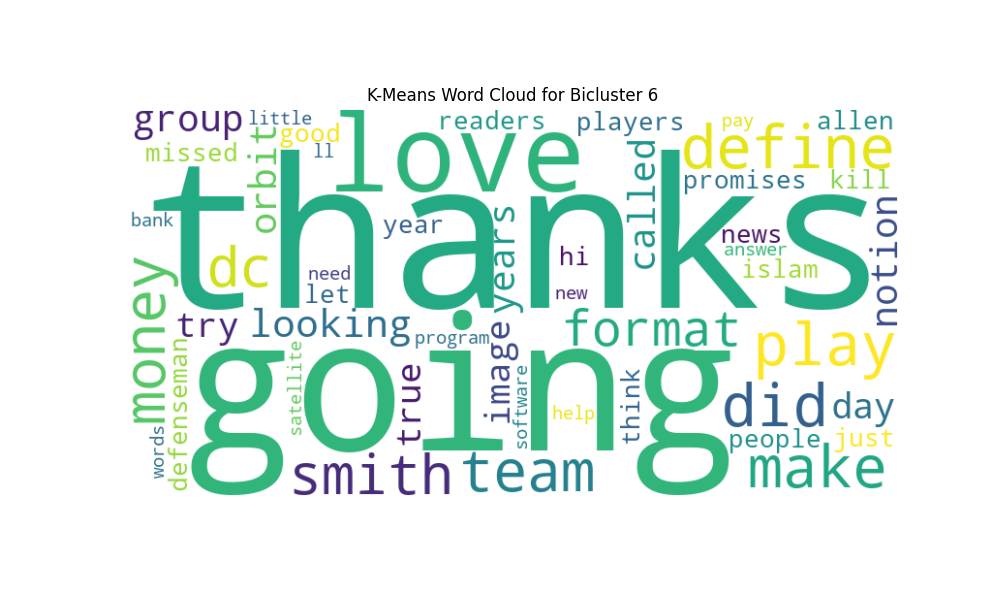 K-Means Word Cloud for Bicluster 6
group
little
love
readers
players
pay
allen
missed
orbit
good
ll
define
called
promises
kill
thanks
bank
year
years
hi
news
answer
islam
notion
dc
need
let
new
money
try
looking
program
image
format
play
going
defenseman
satellite
true
software
help
think
did
day
words
people
just
smith
team
make